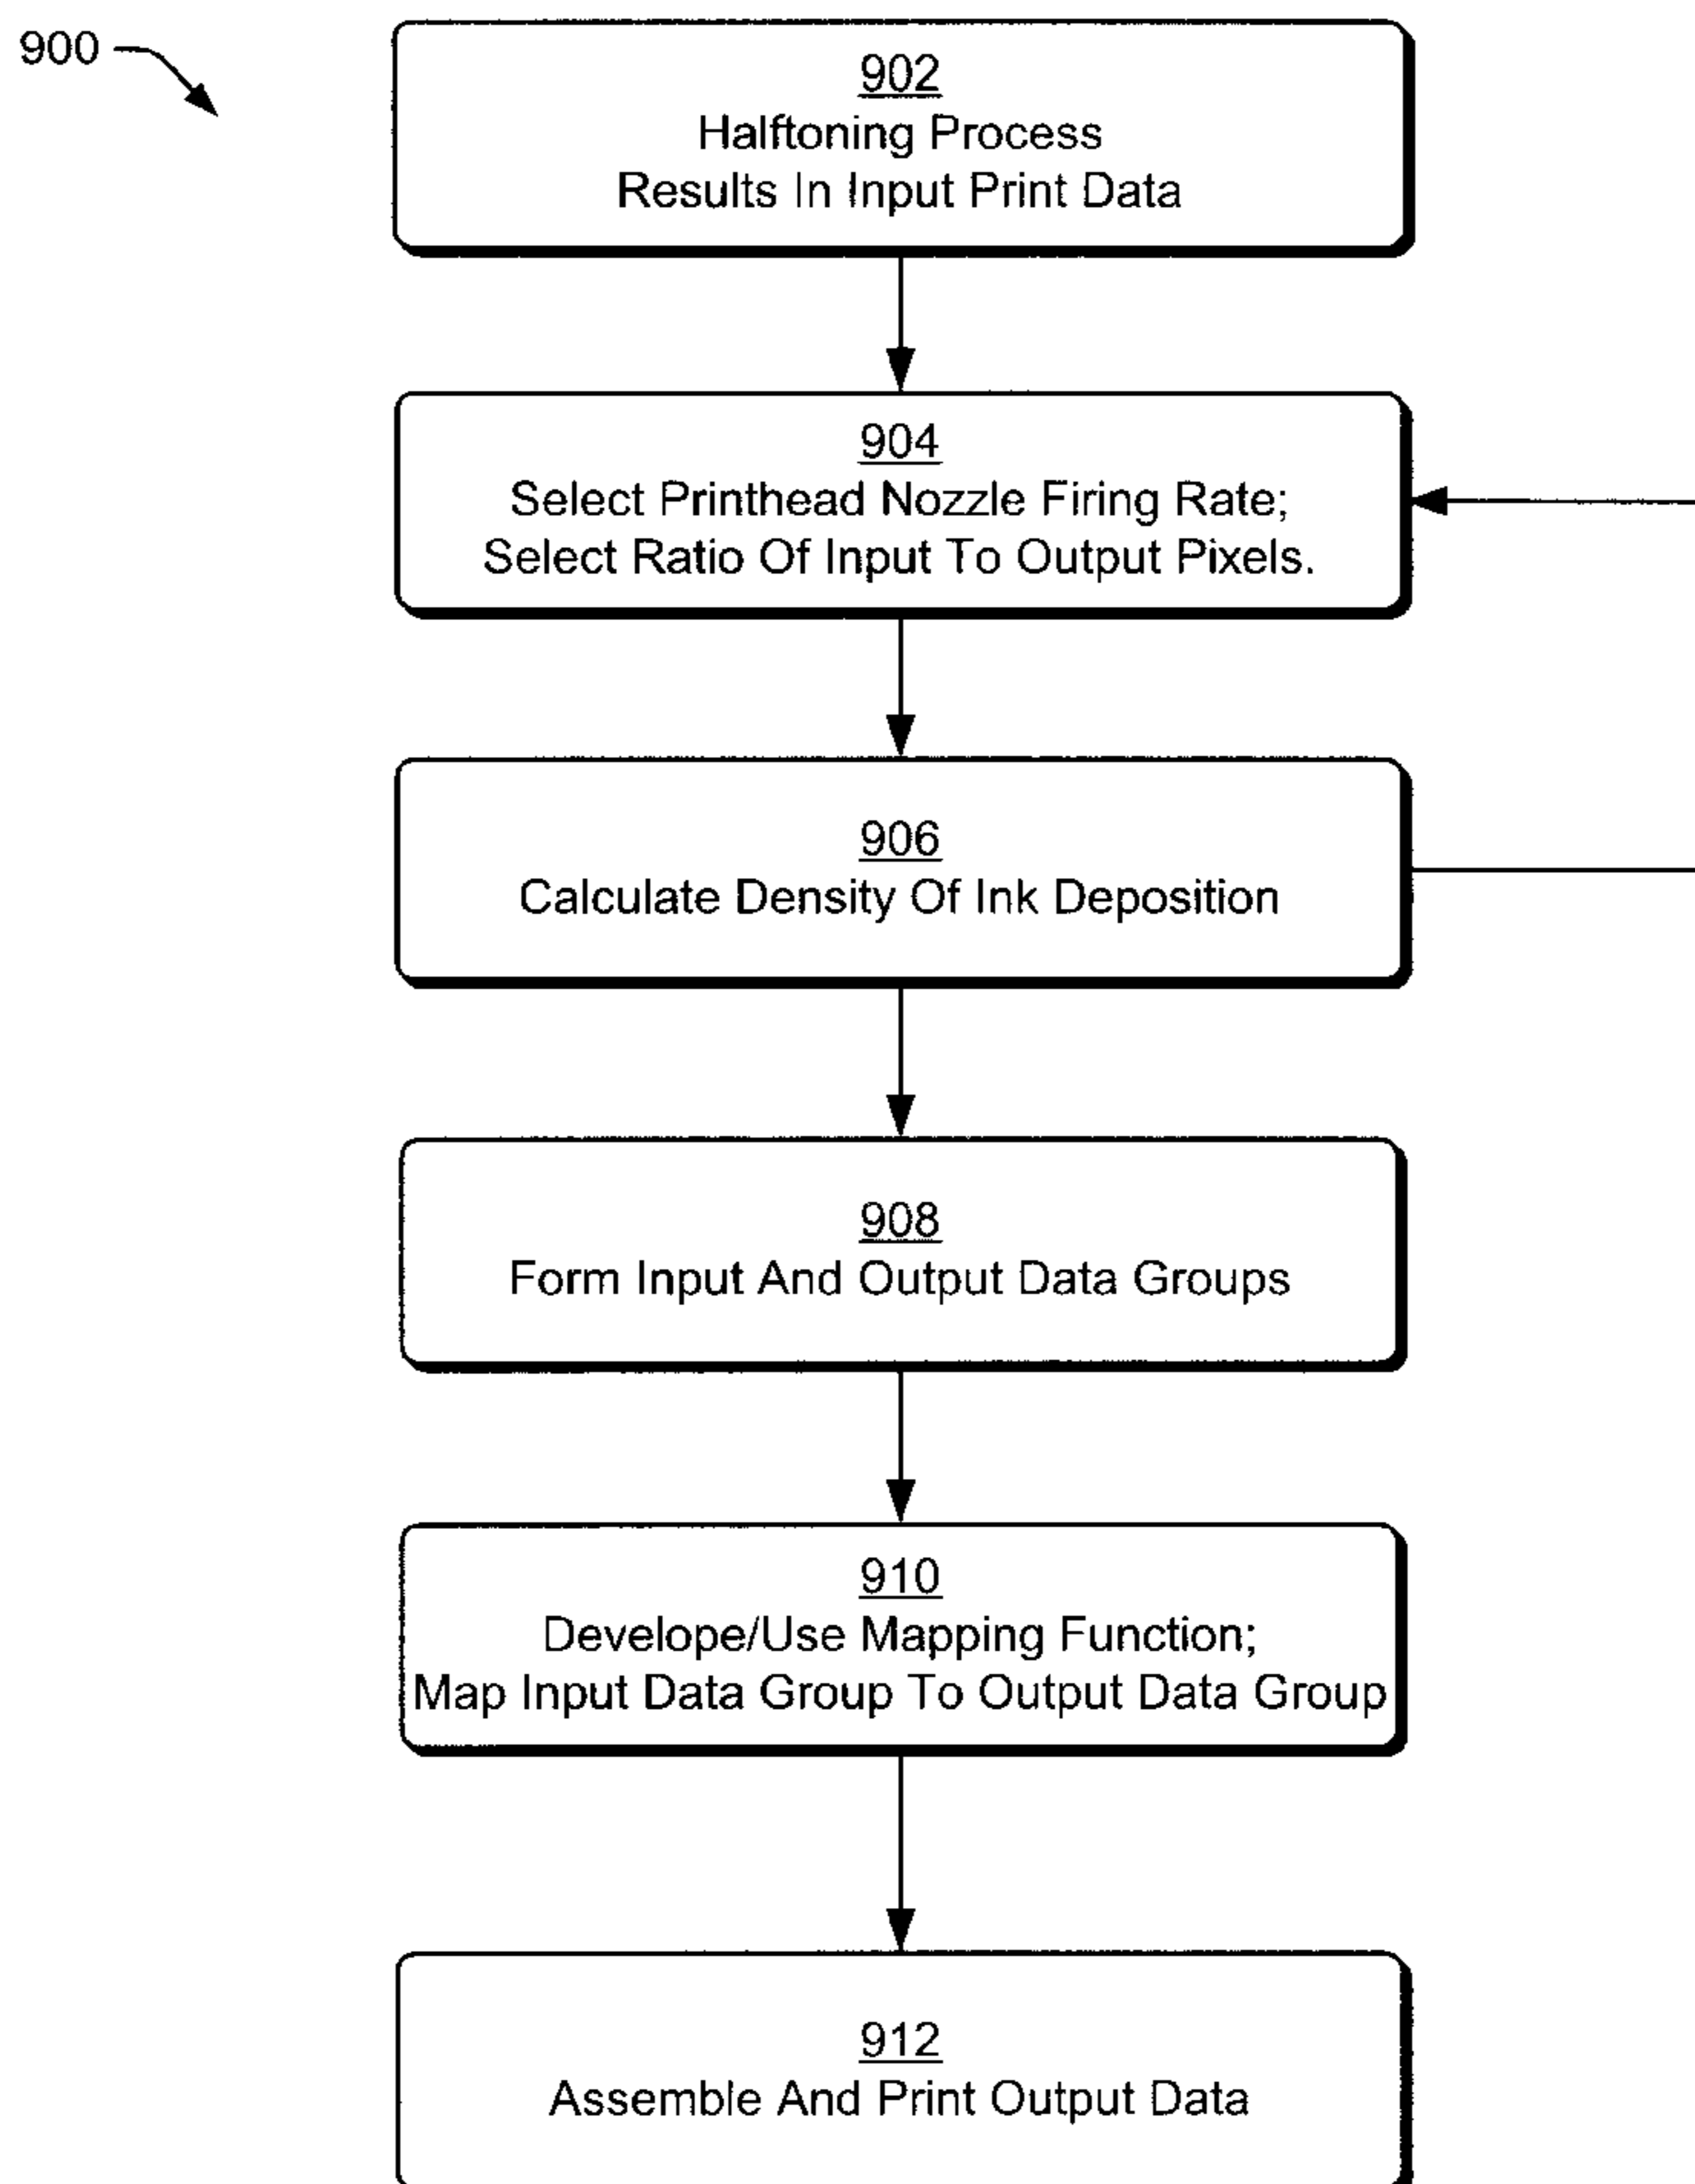 900
902
Halftoning Process
Results In Input Print Data
904
Select Printhead Nozzle Firing Rate;
Select Ratio Of Input To Output Pixels.
906
Calculate Density Of Ink Deposition
908
Form Input And Output Data Groups
910
Develope/Use Mapping Function;
Map Input Data Group To Output Data Group
912
Assemble And Print Output Data